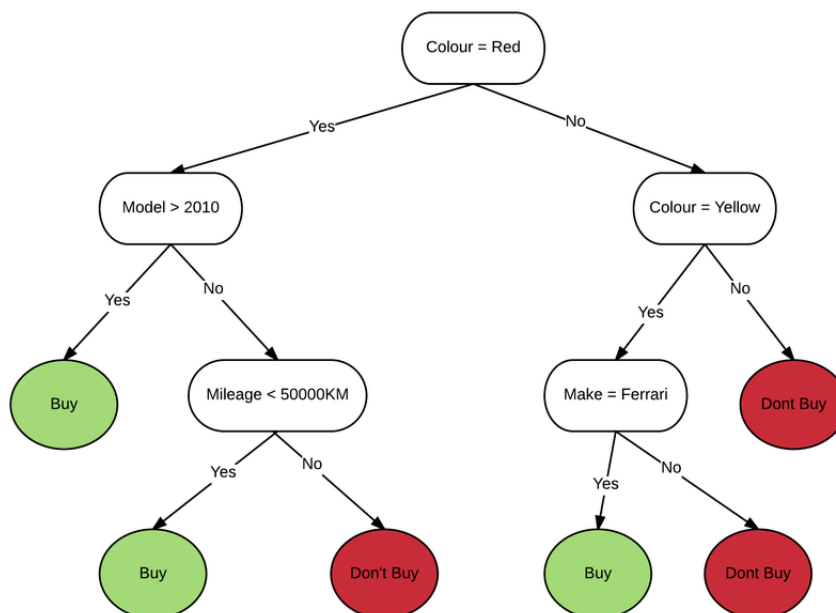 Colour = Red
Yes
No
Model > 2010
Colour = Yellow
Yes
No
Yes
No
Buy
Mileage < 50000KM
Make = Ferrari
Dont Buy
Yes
No
Yes
No
Buy
Don't Buy
Buy
Dont Buy